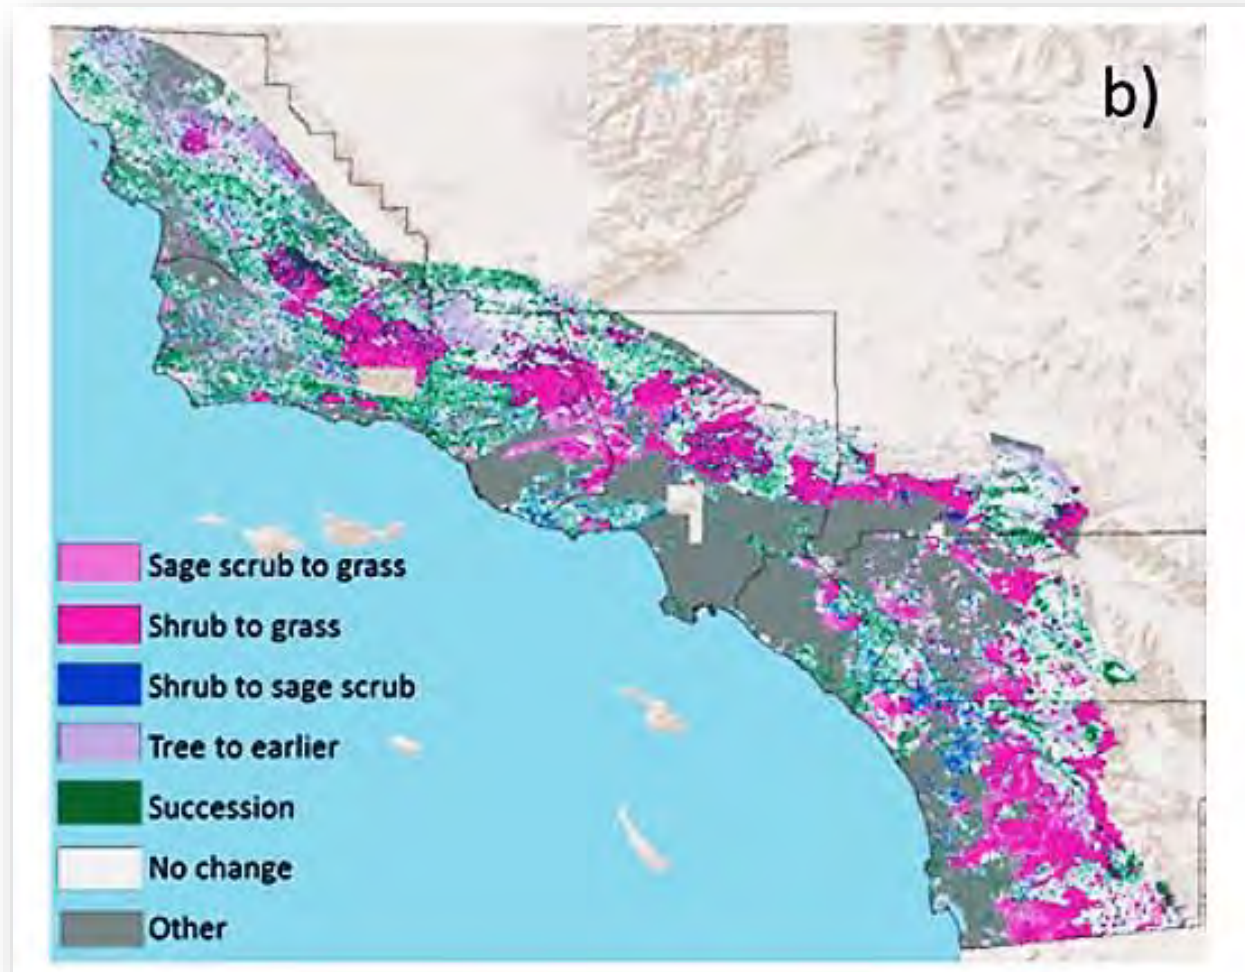 b)
Sage scrub to grass
Shrub to grass
Shrub to sage scrub
Tree to earlier
Succession
No change
Other